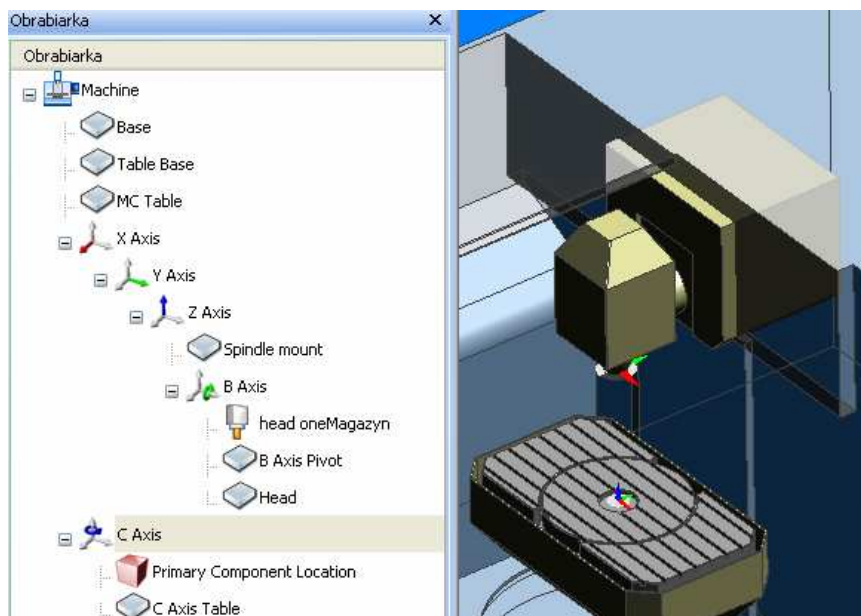 Obrabiarka
Obrabiarka
Machine
Base
Table Base
MC Table
X Axis
Y Axis
Z Axis
Spindle mount
B Axis
head oneMagazyn
B Axis Pivot
Head
C Axis
Primary Component Location
C Axis Table